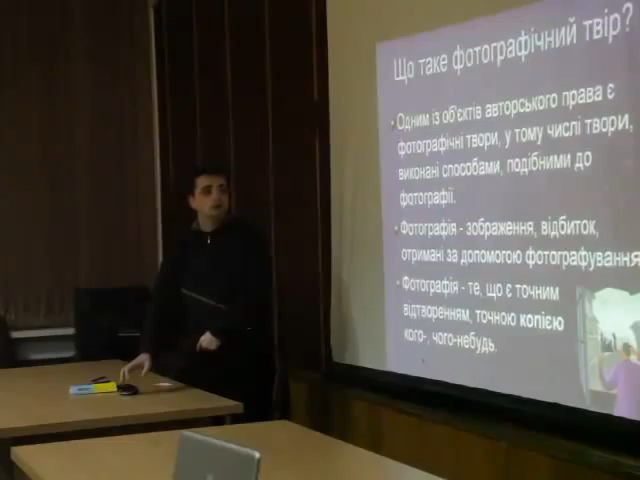 Що таке фотографічний твір?
Одним із об'єктів авторського права є
фотографічні твори, у тому числі твори,
виконані способами, подібними до
фотографії.
Фотографія - зображення, відбиток,
отримані за допомогою фотографування
Фотографія - те, що є точним
відтворенням, точною копією
кого-, чого-небудь.